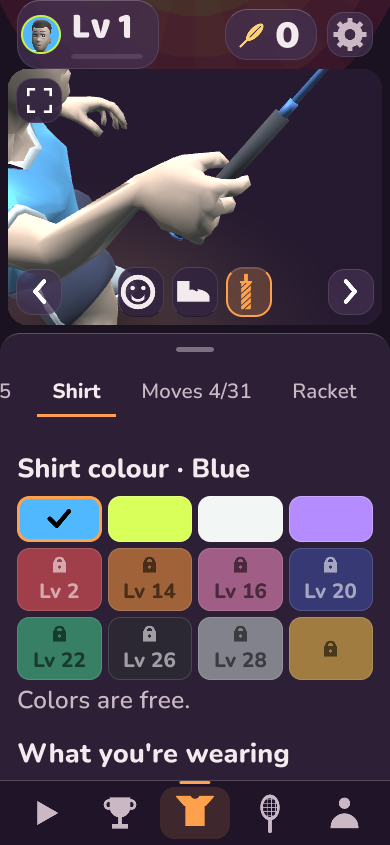 Lv 1
0
5 Shirt Moves 4/31 Racket
Shirt colour · Blue
Lv 2 Lv 14 Lv 16 Lv 20
Lv 22 Lv 26 Lv 28
Colors are free.
What you're wearing